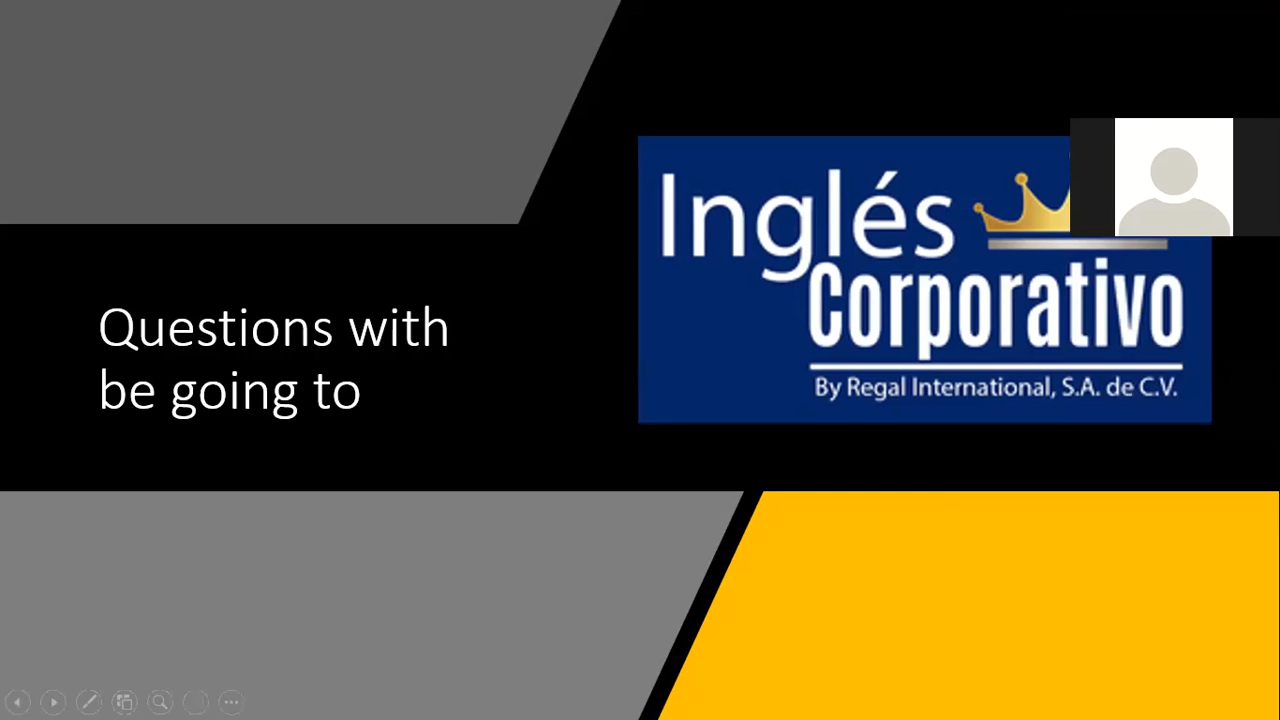 Questions with
be going to
Inglés
Corporativo
By Regal International, S.A. de C.V.